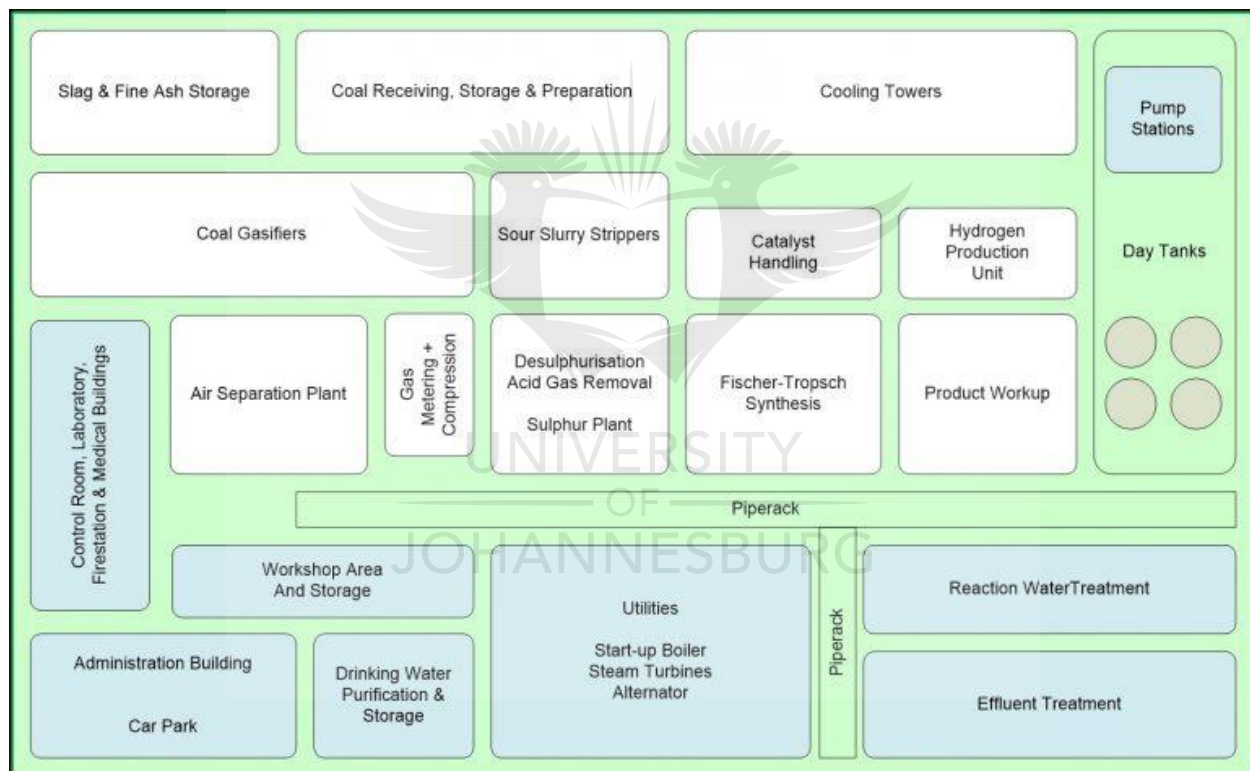 Slag & Fine Ash Storage
Coal Receiving, Storage & Preparation
Cooling Towers
Pump
Stations
Coal Gasifiers
Sour Slurry Strippers
Catalyst
Handling
Hydrogen
Production
Unit
Day Tanks
Control Room, Laboratory,
Firestation & Medical Buildings
Air Separation Plant
Gas
Metering +
Compression
Desulphurisation
Acid Gas Removal
Sulphur Plant
Fischer-Tropsch
Synthesis
Product Workup
UNIVERSITY
OF
JOHANNESBURG
Piperack
Workshop Area
And Storage
Utilities
Start-up Boiler
Steam Turbines
Alternator
Piperack
Reaction WaterTreatment
Administration Building
Car Park
Drinking Water
Purification &
Storage
Effluent Treatment